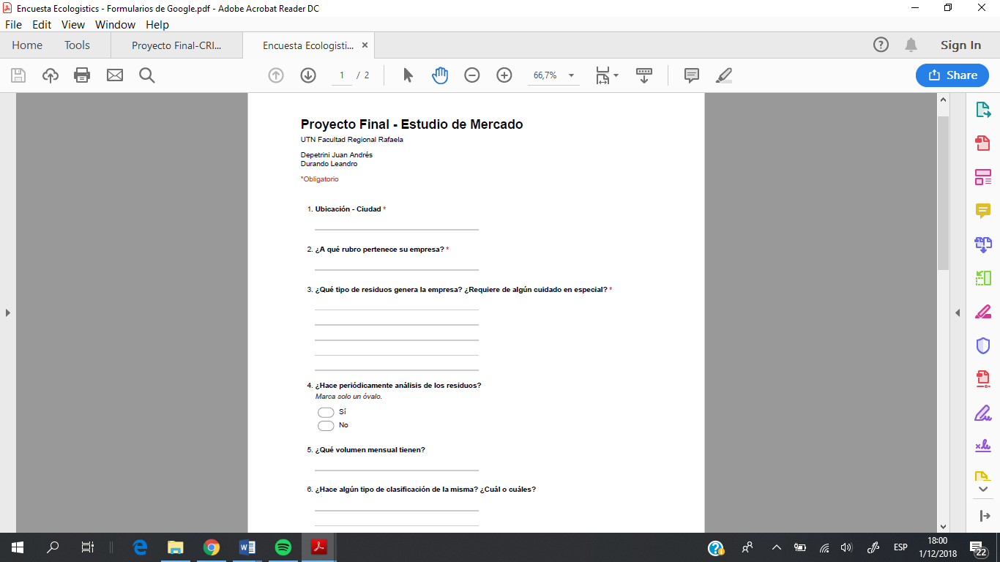 Encuesta Ecologistics - Formularios de Google.pdf - Adobe Acrobat Reader DC
File Edit View Window Help
Home Tools Proyecto Final-CRI... Encuesta Ecologisti... ×
1 / 2 66,7% Share
? Sign In
Proyecto Final - Estudio de Mercado
UTN Facultad Regional Rafaela
Depetrini Juan Andrés
Durando Leandro
*Obligatorio
1. Ubicación - Ciudad *
2. ¿A qué rubro pertenece su empresa? *
3. ¿Qué tipo de residuos genera la empresa? ¿Requiere de algún cuidado en especial? *
4. ¿Hace periódicamente análisis de los residuos?
Marca solo un óvalo.
Sí
No
5. ¿Qué volumen mensual tienen?
6. ¿Hace algún tipo de clasificación de la misma? ¿Cuál o cuáles?
ESP
18:00
1/12/2018
22